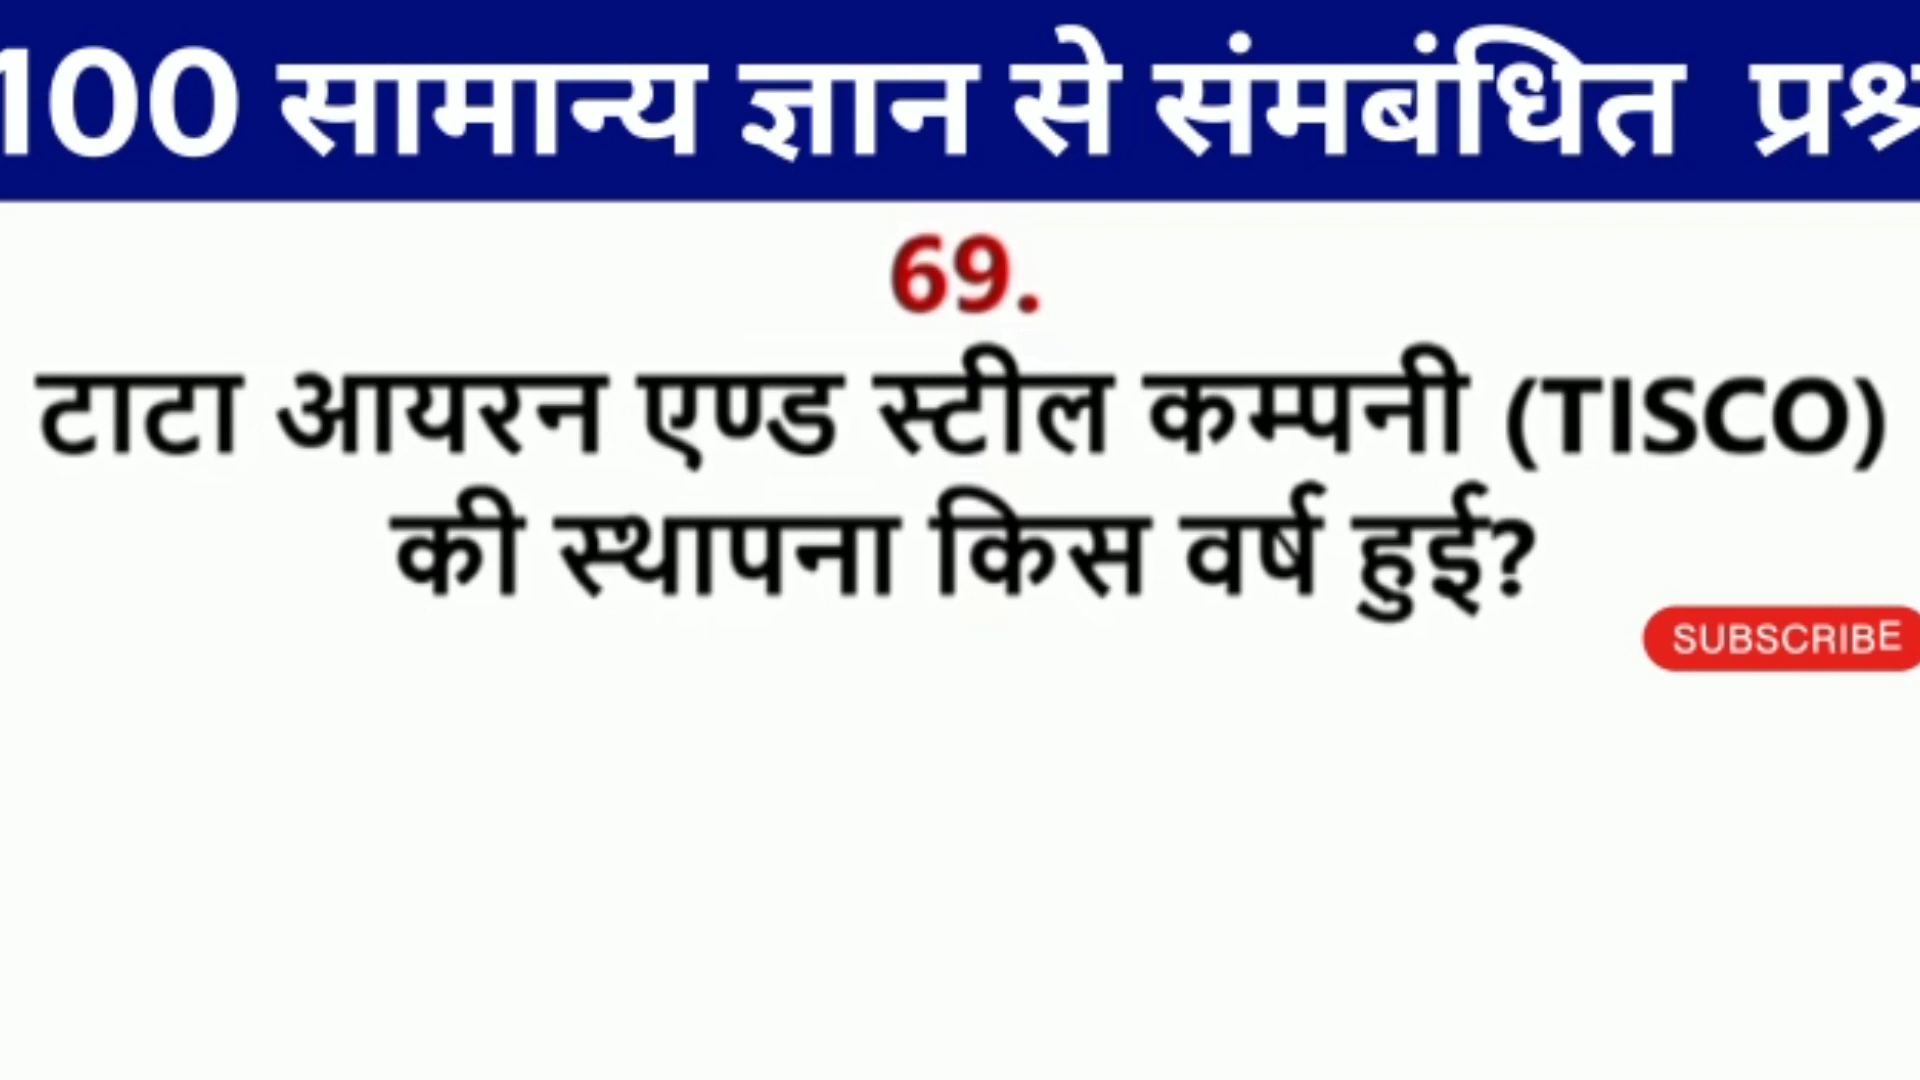 100 सामान्य ज्ञान से संमबंधित प्रश्न
69.
टाटा आयरन एण्ड स्टील कम्पनी (TISCO)
की स्थापना किस वर्ष हुई?
SUBSCRIBE